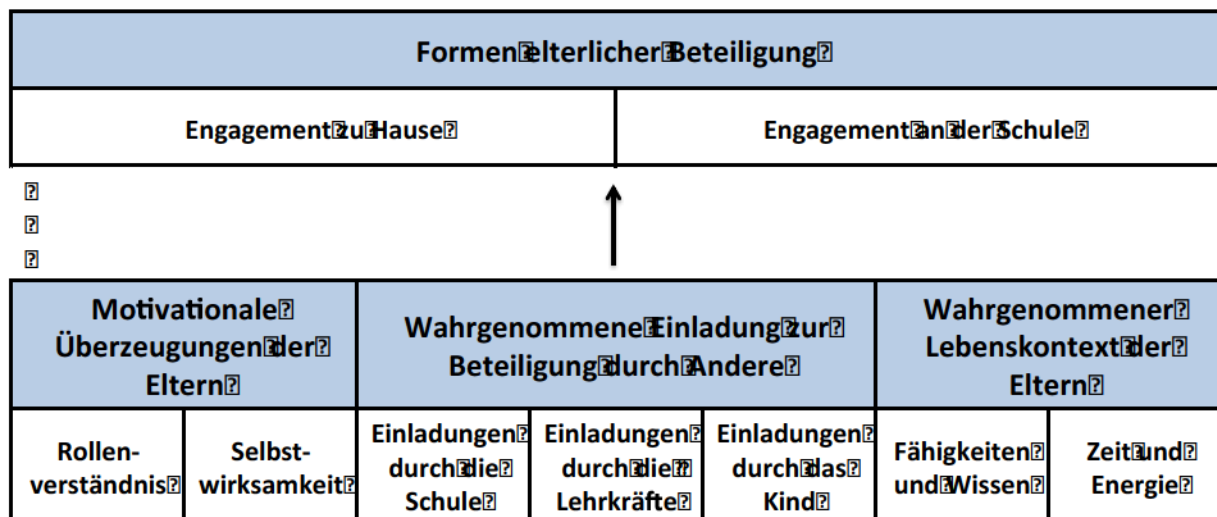 Formen elterlicher Beteiligung
Engagement zu Hause
Engagement an der Schule
Motivationale
Überzeugungen der
Eltern
Wahrgenommene Einladung zur
Beteiligung durch Andere
Wahrgenommener
Lebenskontext der
Eltern
Rollen-
verständnis
Selbst-
wirksamkeit
Einladungen
durch die
Schule
Einladungen
durch die
Lehrkräfte
Einladungen
durch das
Kind
Fähigkeiten
und Wissen
Zeit und
Energie